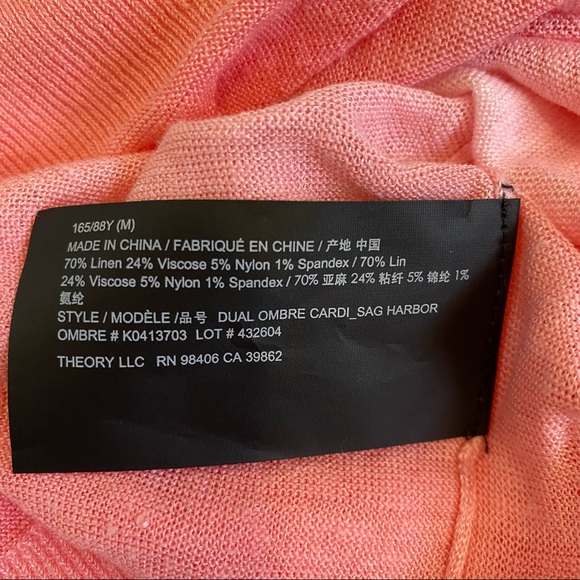 165/88Y (M)
MADE IN CHINA / FABRIQUÉ EN CHINE / 产地 中国
70% Linen 24% Viscose 5% Nylon 1% Spandex / 70% Lin
24% Viscose 5% Nylon 1% Spandex / 70% 亚麻 24% 粘纤 5% 锦纶 1%
氨纶
STYLE / MODÈLE /品号 DUAL OMBRE CARDI_SAG HARBOR
OMBRE # K0413703 LOT # 432604
THEORY LLC RN 98406 CA 39862